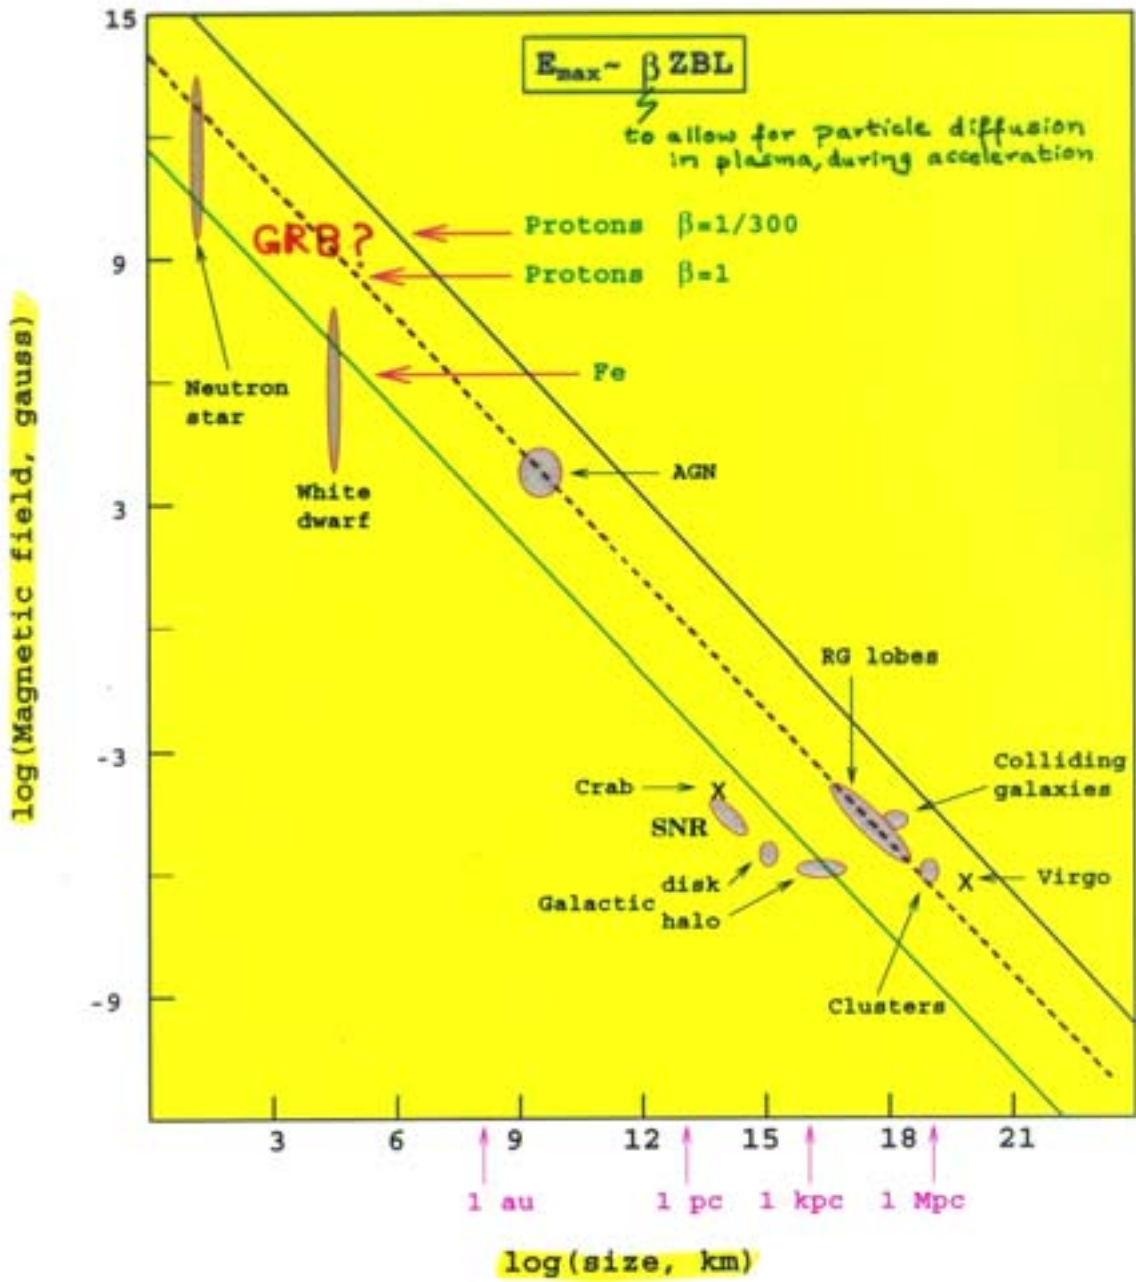 15
E_max ~ β ZBL
to allow for particle diffusion
in plasma, during acceleration
Protons β=1/300
GRB?
9
Protons β=1
Fe
Neutron
star
AGN
White
dwarf
3
log(Magnetic field, gauss)
RG lobes
-3
Colliding
galaxies
Crab
SNR
disk
Galactic
halo
Virgo
-9
Clusters
3 6 9 12 15 18 21
1 au 1 pc 1 kpc 1 Mpc
log(size, km)